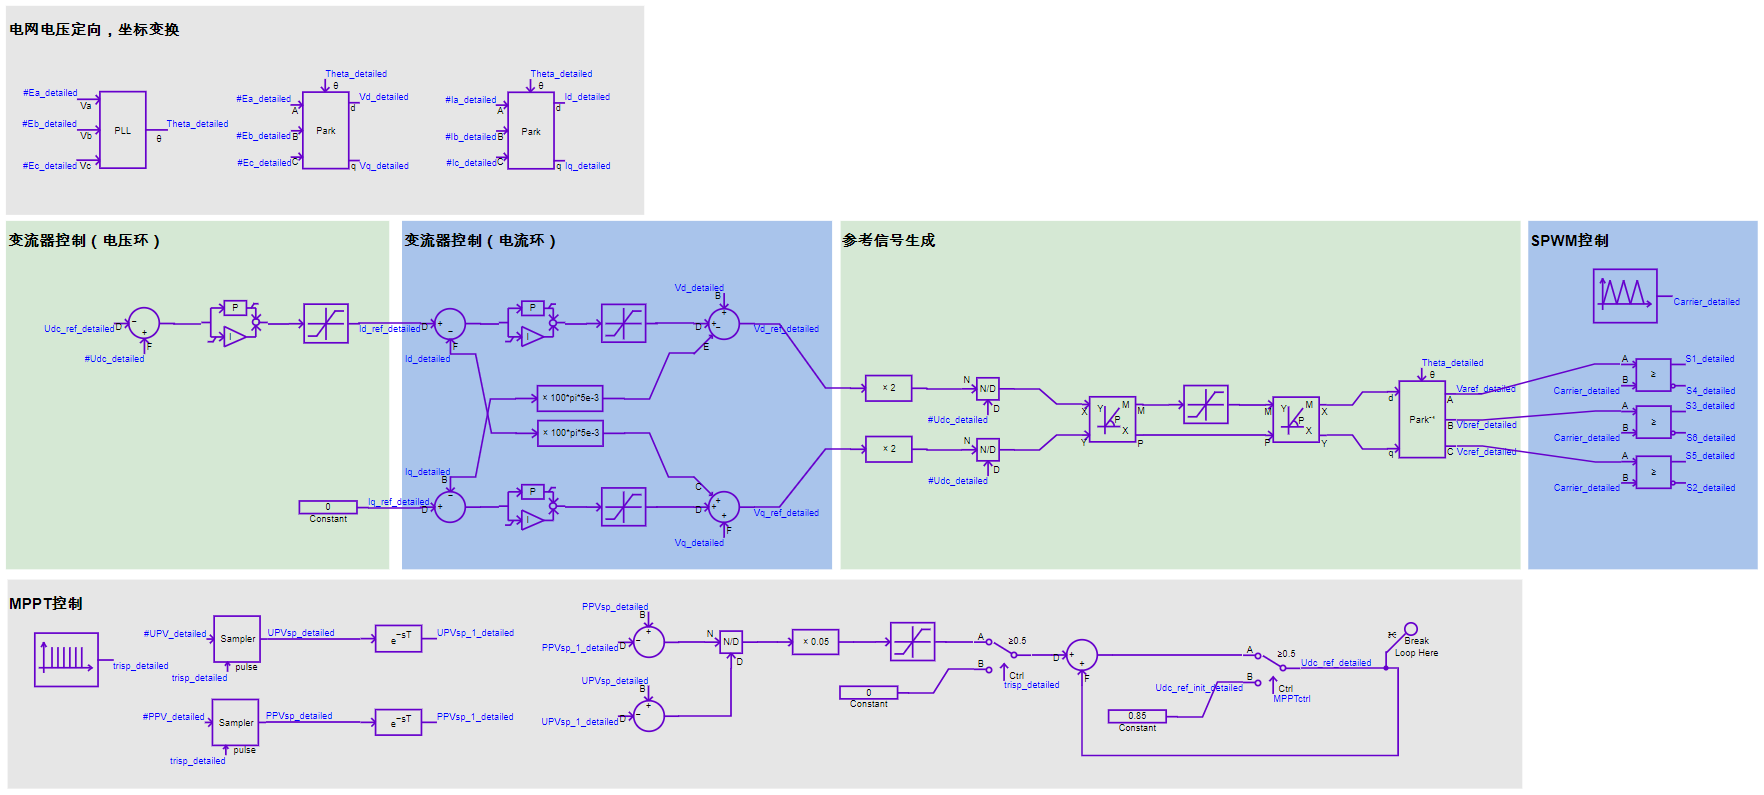 电网电压定向，坐标变换
#Ea_detailed
Va
#Eb_detailed
Vb
#Ec_detailed
Vc
PLL
θ
Theta_detailed
Theta_detailed
θ
#Ea_detailed
A
#Eb_detailed
B
#Ec_detailed
C
Park
d
Vd_detailed
q
Vq_detailed
Theta_detailed
θ
#Ia_detailed
A
#Ib_detailed
B
#Ic_detailed
C
Park
d
Id_detailed
q
Iq_detailed
变流器控制（电压环）
Udc_ref_detailed
D
−
+
F
#Udc_detailed
P
I
Id_ref_detailed
0
Constant
Iq_ref_detailed
变流器控制（电流环）
D
+
−
F
Id_detailed
P
I
Vd_detailed
B
+
D
+
−
E
Vd_ref_detailed
× 100*pi*5e-3
× 100*pi*5e-3
Iq_detailed
B
−
D
+
P
I
C
+
D
+
+
F
Vq_detailed
Vq_ref_detailed
参考信号生成
× 2
N
N/D
D
#Udc_detailed
× 2
N
N/D
D
#Udc_detailed
X
Y
Y
M
P
X
M
P
M
P
Y
M
P
X
X
Y
Theta_detailed
θ
d
q
Park⁻¹
A
Varef_detailed
B
Vbref_detailed
C
Vcref_detailed
SPWM控制
Carrier_detailed
A
B
Carrier_detailed
≥
S1_detailed
S4_detailed
A
B
Carrier_detailed
≥
S3_detailed
S6_detailed
A
B
Carrier_detailed
≥
S5_detailed
S2_detailed
MPPT控制
trisp_detailed
#UPV_detailed
Sampler
pulse
trisp_detailed
UPVsp_detailed
e−sT
UPVsp_1_detailed
#PPV_detailed
Sampler
pulse
trisp_detailed
PPVsp_detailed
e−sT
PPVsp_1_detailed
PPVsp_detailed
B
+
PPVsp_1_detailed
D
−
UPVsp_detailed
B
+
UPVsp_1_detailed
D
−
N
N/D
D
× 0.05
0
Constant
A
B
≥0.5
Ctrl
trisp_detailed
D
+
+
F
0.85
Constant
Udc_ref_init_detailed
A
B
≥0.5
Ctrl
MPPTctrl
Udc_ref_detailed
Break
Loop Here